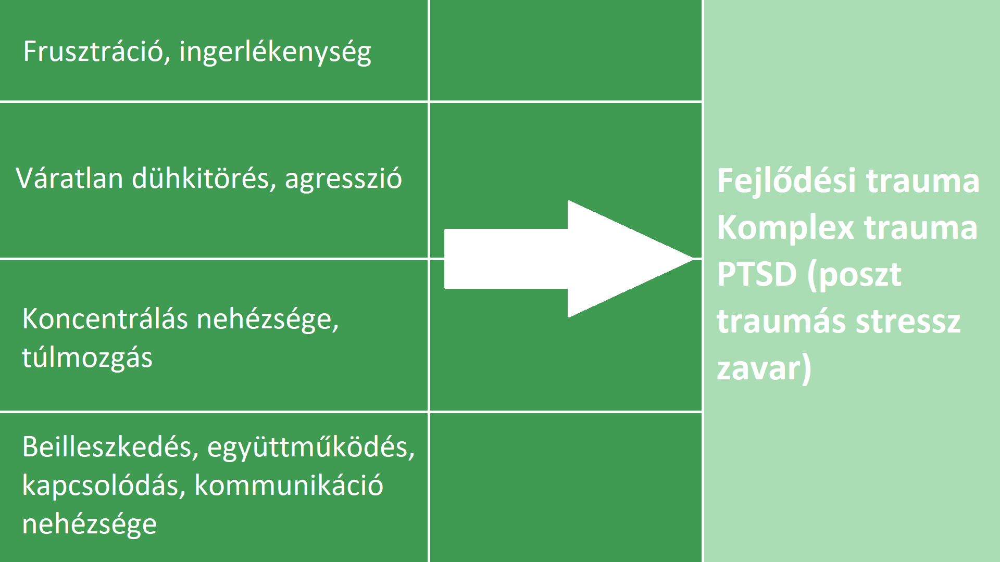 Frusztráció, ingerlékenység
Váratlan dühkitörés, agresszió
Koncentrálás nehézsége,
túlmozgás
Beilleszkedés, együttműködés,
kapcsolódás, kommunikáció
nehézsége
Fejlődési trauma
Komplex trauma
PTSD (poszt
traumás stressz
zavar)